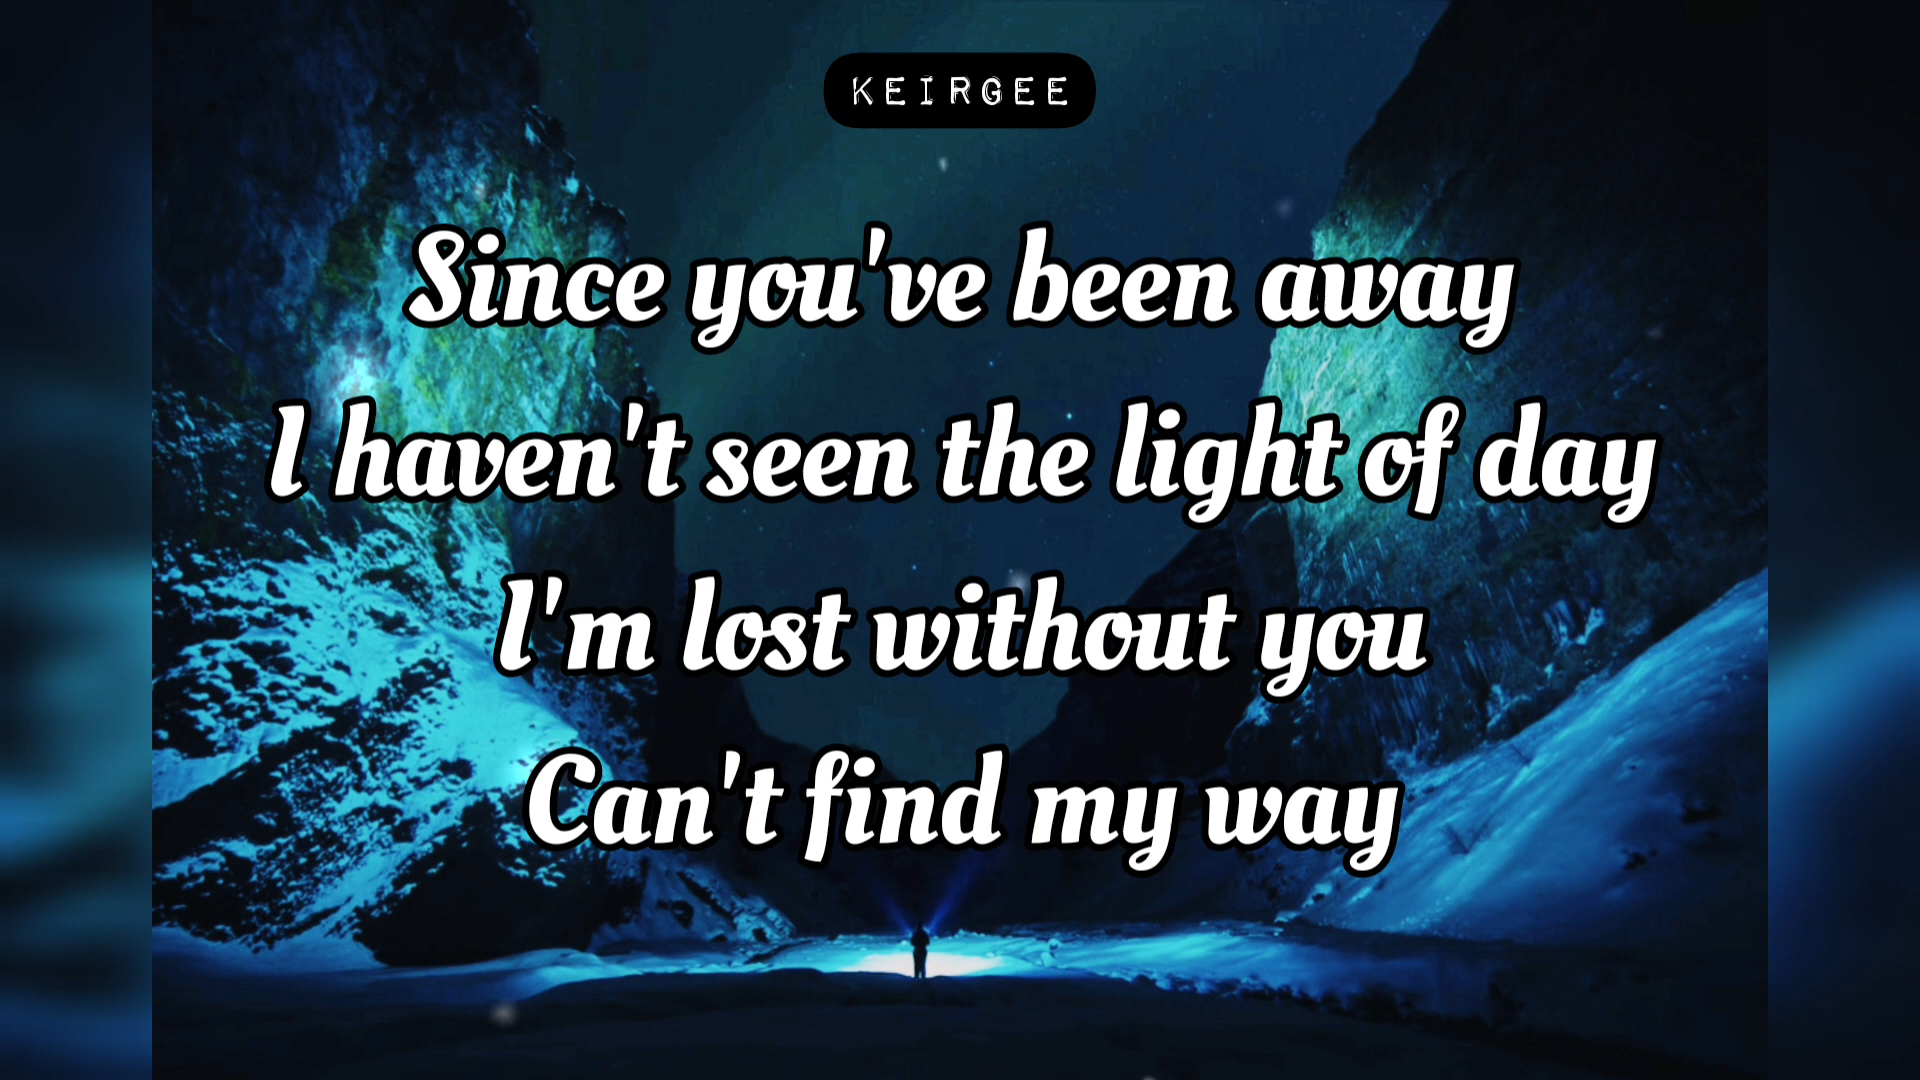 KEIRGEE
Since you've been away
I haven't seen the light of day
I'm lost without you
Can't find my way